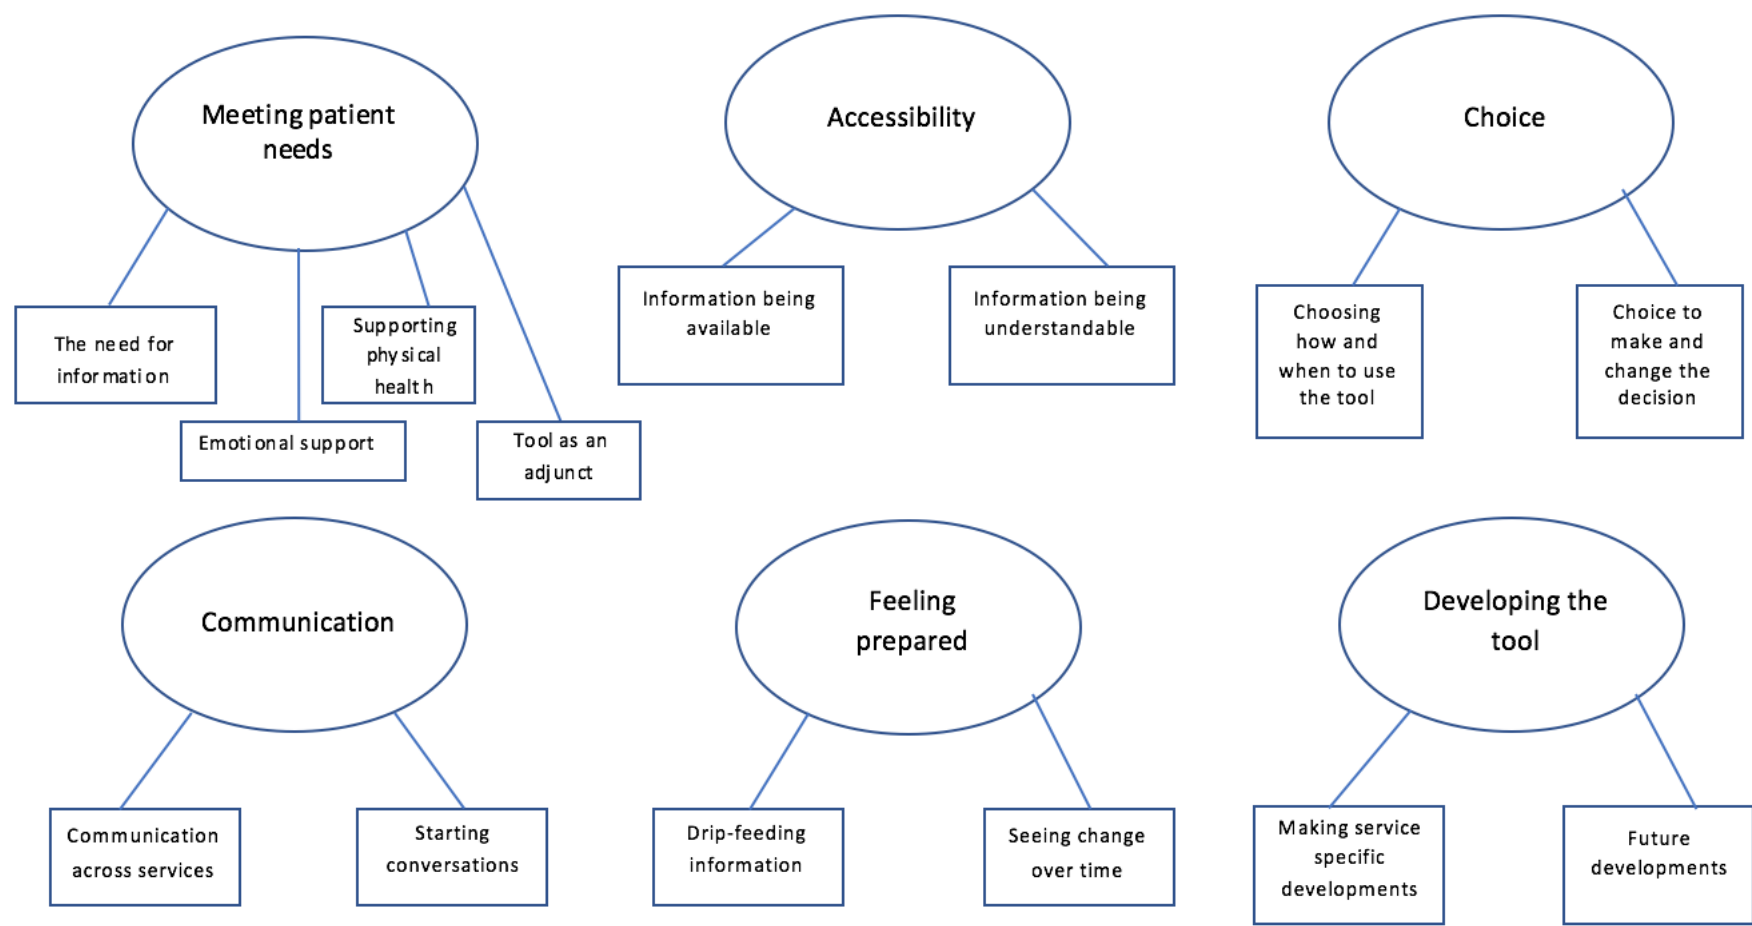 Meeting patient
needs
The need for
information
Emotional support
Supporting
physical
health
Tool as an
adjunct
Accessibility
Information being
available
Information being
understandable
Choice
Choosing
how and
when to use
the tool
Choice to
make and
change the
decision
Communication
Communication
across services
Starting
conversations
Feeling
prepared
Drip-feeding
information
Seeing change
over time
Developing the
tool
Making service
specific
developments
Future
developments